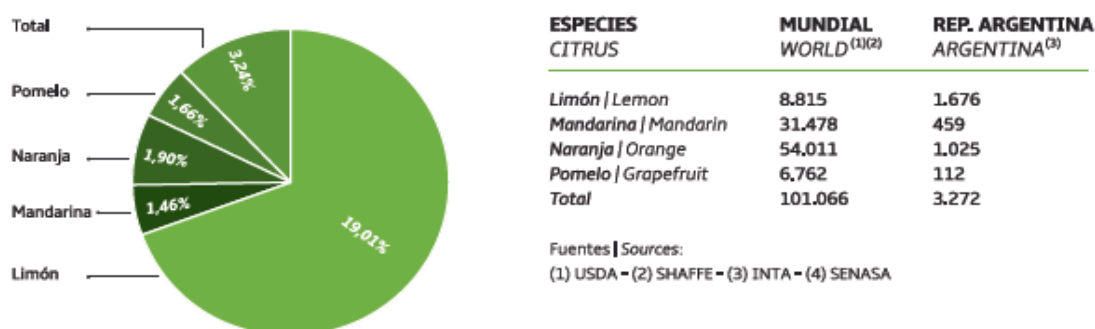 Total
Pomelo
Naranja
Mandarina
Limón
3,24%
1,66%
1,90%
1,46%
19,01%
ESPECIES MUNDIAL REP. ARGENTINA
CITRUS WORLD(1)(2) ARGENTINA(3)
Limón | Lemon 8.815 1.676
Mandarina | Mandarin 31.478 459
Naranja | Orange 54.011 1.025
Pomelo | Grapefruit 6.762 112
Total 101.066 3.272
Fuentes | Sources:
(1) USDA - (2) SHAFFE - (3) INTA - (4) SENASA